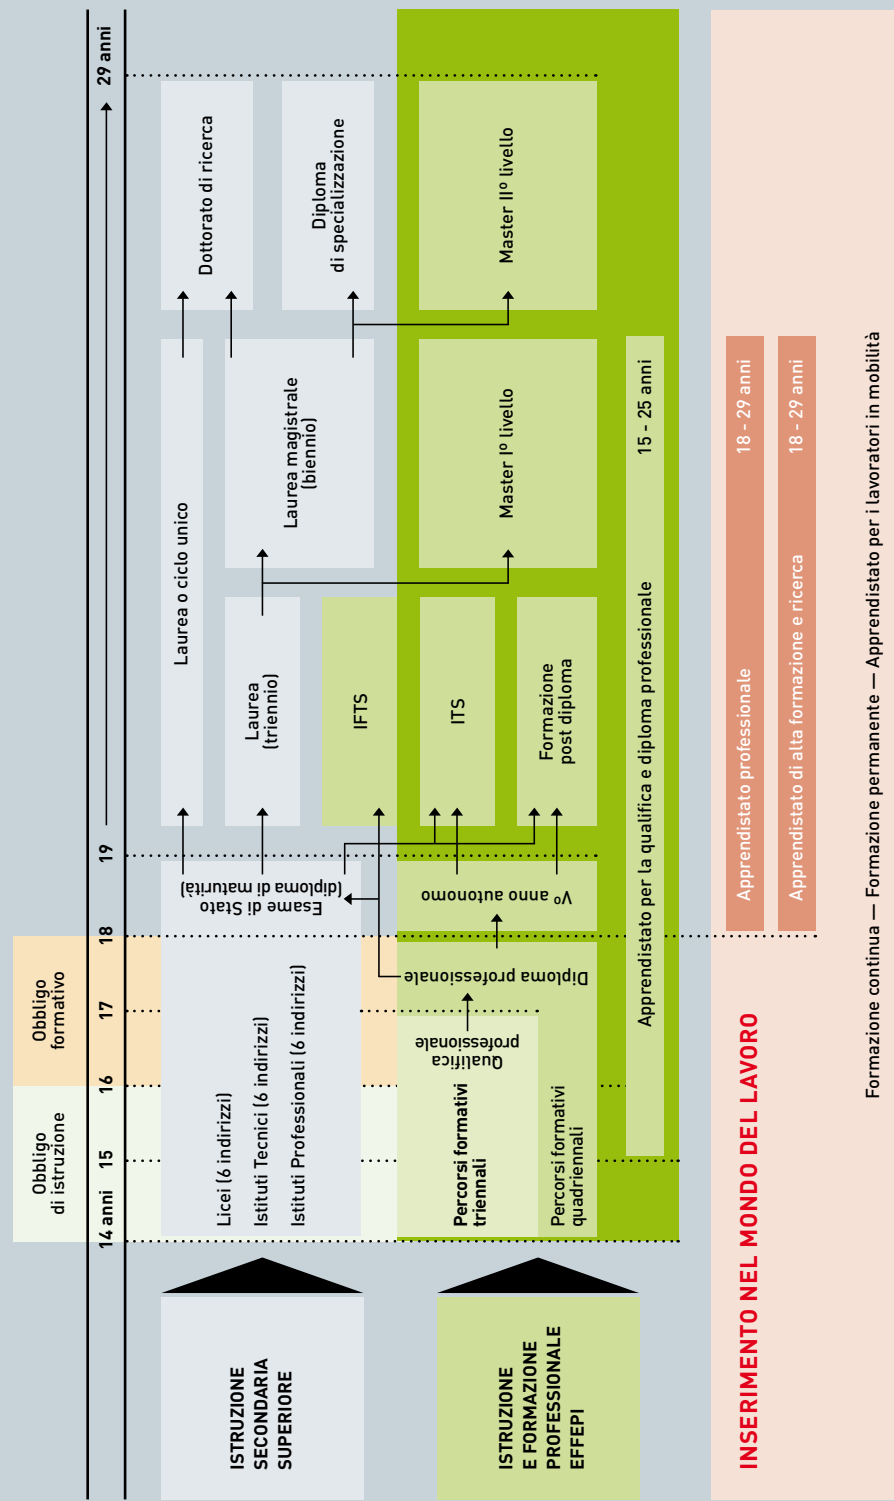 Obbligo
di istruzione
Obbligo
formativo
14 anni
15
16
17
18
19
29 anni
ISTRUZIONE
SECONDARIA
SUPERIORE
Licei (6 indirizzi)
Istituti Tecnici (6 indirizzi)
Istituti Professionali (6 indirizzi)
Esame di Stato
(diploma di maturità)
Laurea o ciclo unico
Laurea
(triennio)
Laurea magistrale
(biennio)
Dottorato di ricerca
Diploma
di specializzazione
IFTS
ISTRUZIONE
E FORMAZIONE
PROFESSIONALE
EFFEPI
Percorsi formativi
triennali
Qualifica
professionale
Percorsi formativi
quadriennali
Diploma professionale
Vº anno autonomo
ITS
Formazione
post diploma
Master Iº livello
Master IIº livello
Apprendistato per la qualifica e diploma professionale
15 - 25 anni
INSERIMENTO NEL MONDO DEL LAVORO
Apprendistato professionale
18 - 29 anni
Apprendistato di alta formazione e ricerca
18 - 29 anni
Formazione continua — Formazione permanente — Apprendistato per i lavoratori in mobilità